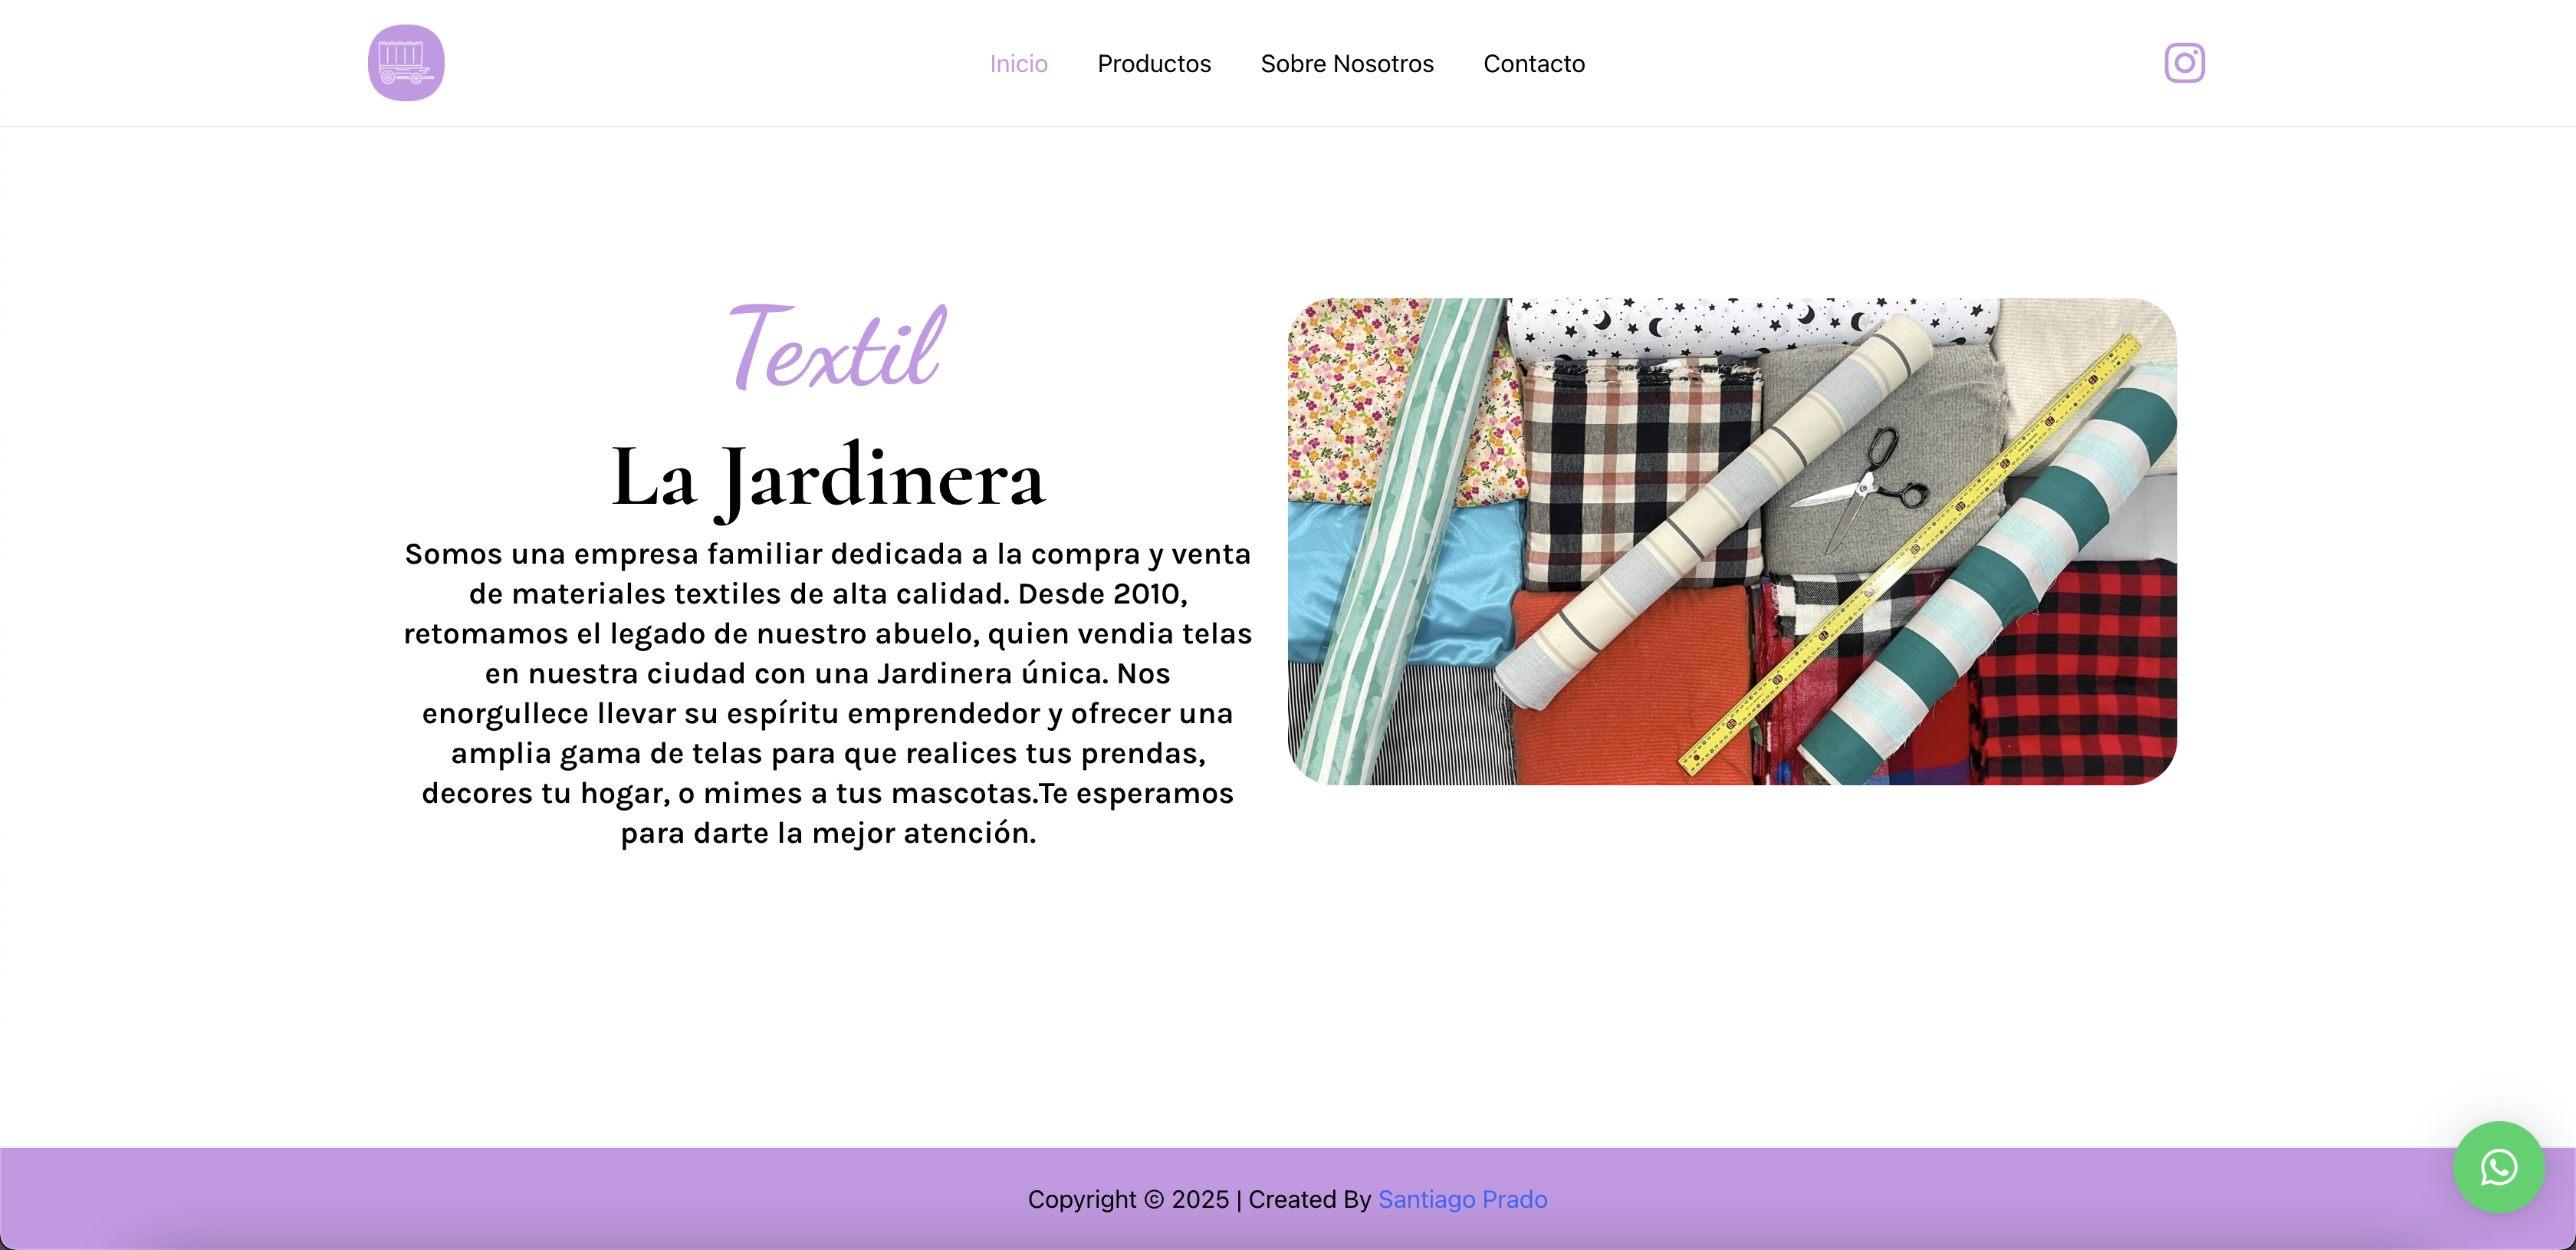 Inicio Productos Sobre Nosotros Contacto
Textil
La Jardinera
Somos una empresa familiar dedicada a la compra y venta
de materiales textiles de alta calidad. Desde 2010,
retomamos el legado de nuestro abuelo, quien vendia telas
en nuestra ciudad con una Jardinera única. Nos
enorgullece llevar su espíritu emprendedor y ofrecer una
amplia gama de telas para que realices tus prendas,
decores tu hogar, o mimes a tus mascotas.Te esperamos
para darte la mejor atención.
Copyright © 2025 | Created By Santiago Prado